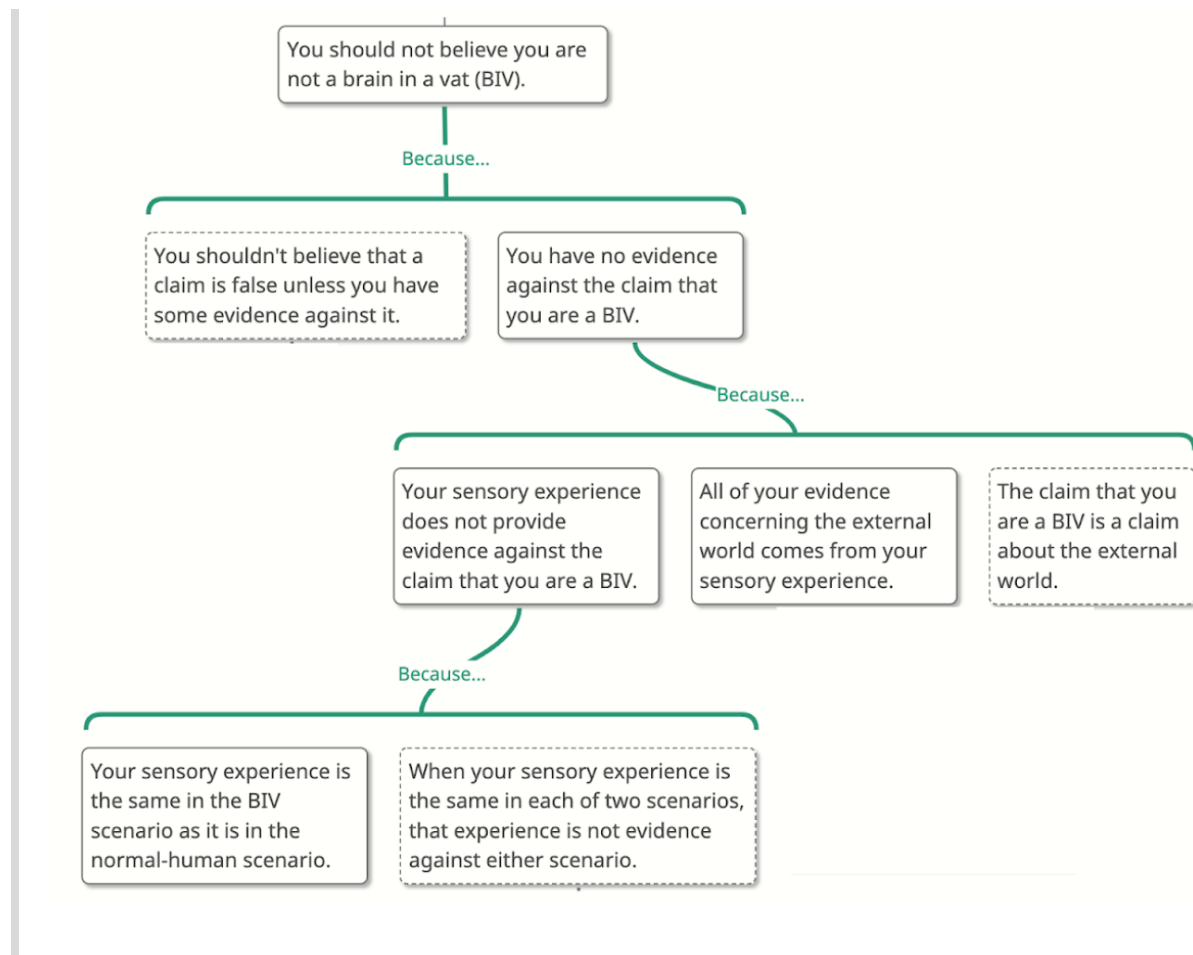 You should not believe you are
not a brain in a vat (BIV).
Because...
You shouldn't believe that a
claim is false unless you have
some evidence against it.
You have no evidence
against the claim that
you are a BIV.
Because...
Your sensory experience
does not provide
evidence against the
claim that you are a BIV.
All of your evidence
concerning the external
world comes from your
sensory experience.
The claim that you
are a BIV is a claim
about the external
world.
Because...
Your sensory experience is
the same in the BIV
scenario as it is in the
normal-human scenario.
When your sensory experience is
the same in each of two scenarios,
that experience is not evidence
against either scenario.